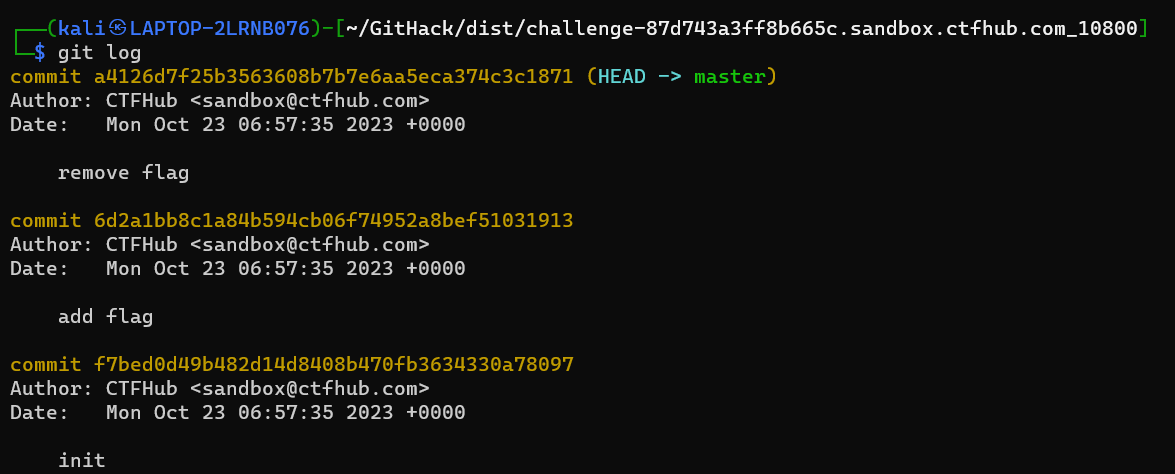 ┌──(kali㉿LAPTOP-2LRNB076)-[~/GitHack/dist/challenge-87d743a3ff8b665c.sandbox.ctfhub.com_10800]
└─$ git log
commit a4126d7f25b3563608b7b7e6aa5eca374c3c1871 (HEAD -> master)
Author: CTFHub <sandbox@ctfhub.com>
Date:   Mon Oct 23 06:57:35 2023 +0000

    remove flag

commit 6d2a1bb8c1a84b594cb06f74952a8bef51031913
Author: CTFHub <sandbox@ctfhub.com>
Date:   Mon Oct 23 06:57:35 2023 +0000

    add flag

commit f7bed0d49b482d14d8408b470fb3634330a78097
Author: CTFHub <sandbox@ctfhub.com>
Date:   Mon Oct 23 06:57:35 2023 +0000

    init